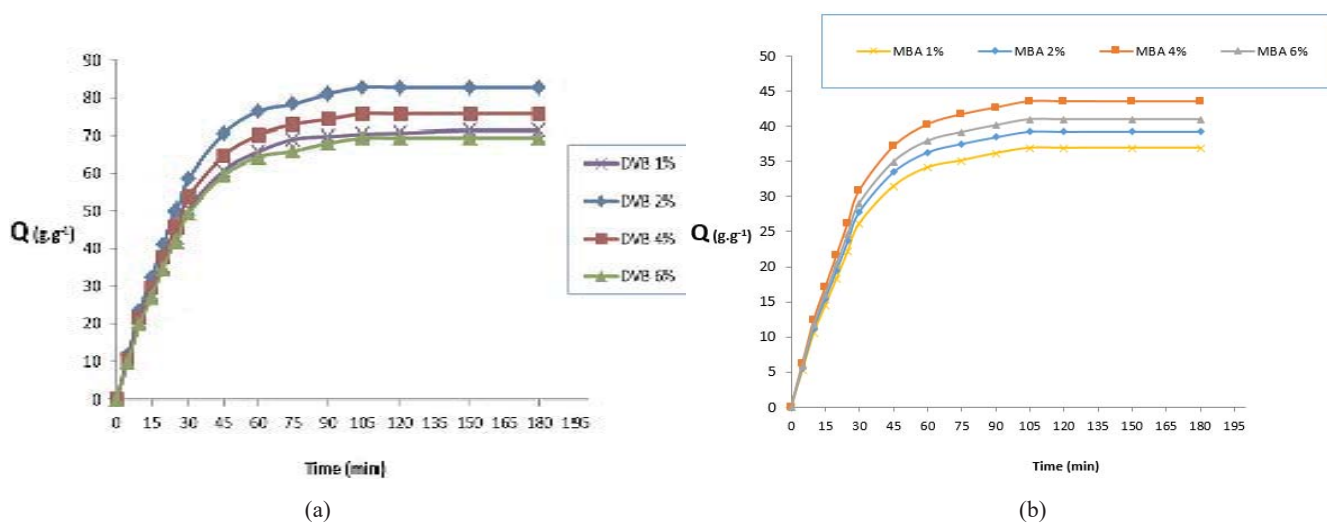 90
80
70
60
50
40
30
20
10
0
Q (g.g⁻¹)
0 15 30 45 60 75 90 105 120 135 150 165 180 195
Time (min)
DVB 1%
DVB 2%
DVB 4%
DVB 6%
(a)
MBA 1% MBA 2% MBA 4% MBA 6%
50
45
40
35
30
25
20
15
10
5
0
Q (g.g⁻¹)
0 15 30 45 60 75 90 105 120 135 150 165 180 195
Time (min)
(b)